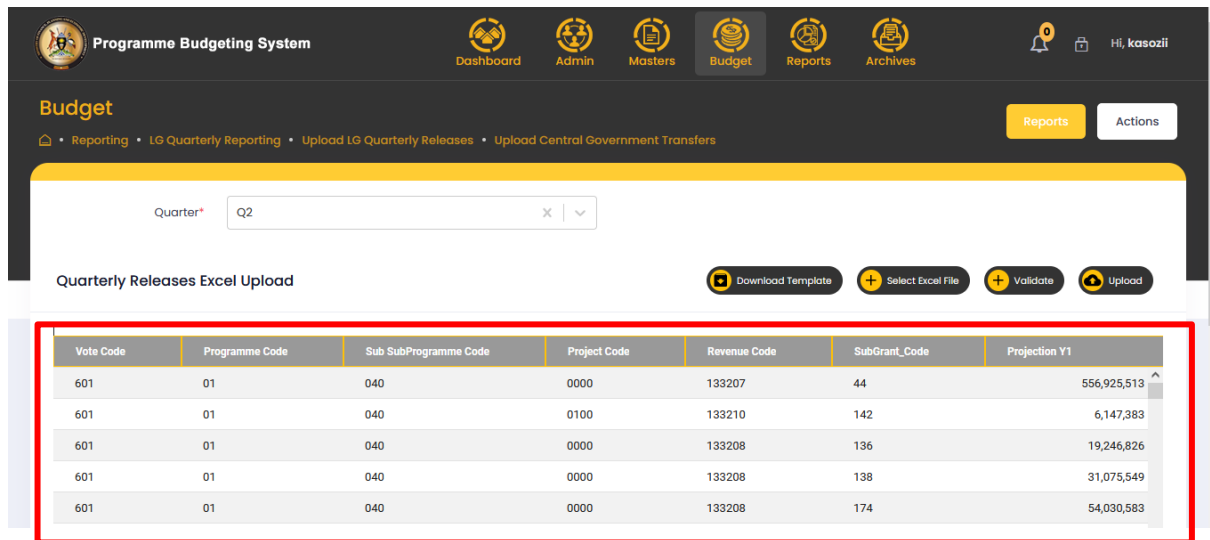 Programme Budgeting System
Dashboard
Admin
Masters
Budget
Reports
Archives
0
Hi, kasozii
Budget
• Reporting • LG Quarterly Reporting • Upload LG Quarterly Releases • Upload Central Government Transfers
Reports
Actions
Quarter*
Q2
Quarterly Releases Excel Upload
Download Template
Select Excel File
Validate
Upload
Vote Code Programme Code Sub SubProgramme Code Project Code Revenue Code SubGrant_Code Projection Y1
601 01 040 0000 133207 44 556,925,513
601 01 040 0100 133210 142 6,147,383
601 01 040 0000 133208 136 19,246,826
601 01 040 0000 133208 138 31,075,549
601 01 040 0000 133208 174 54,030,583